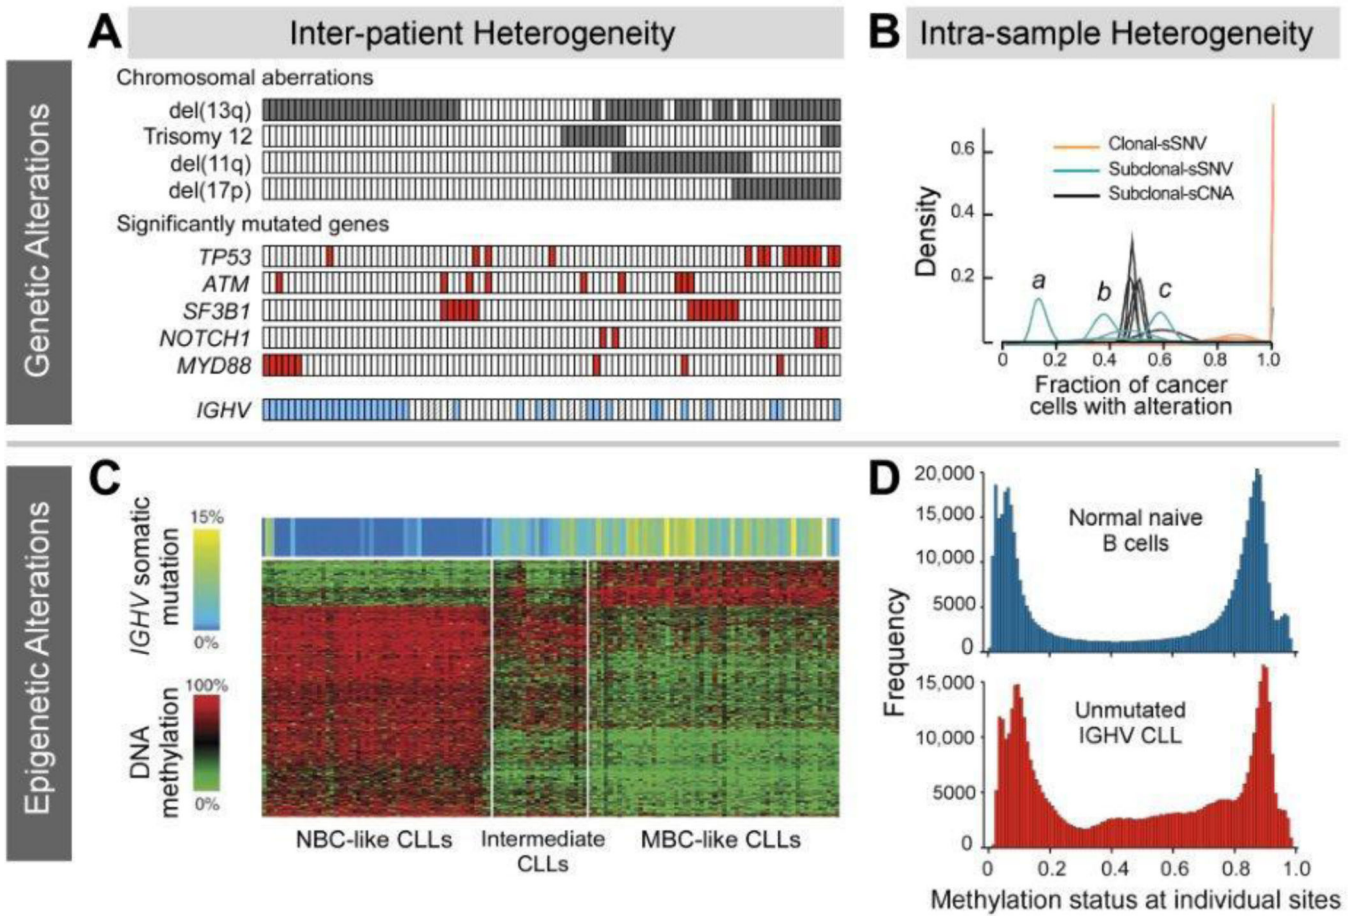 A
Inter-patient Heterogeneity
B
Intra-sample Heterogeneity
Genetic Alterations
Chromosomal aberrations
del(13q)
Trisomy 12
del(11q)
del(17p)
Significantly mutated genes
TP53
ATM
SF3B1
NOTCH1
MYD88
IGHV
Density
0.6
0.4
0.2
Clonal-sSNV
Subclonal-sSNV
Subclonal-sCNA
a
b
c
0
0.2
0.4
0.6
0.8
1.0
Fraction of cancer
cells with alteration
Epigenetic Alterations
C
IGHV somatic
mutation
15%
0%
DNA
methylation
100%
0%
NBC-like CLLs
Intermediate
CLLs
MBC-like CLLs
D
Frequency
20,000
15,000
10,000
5000
0
Normal naive
B cells
15,000
10,000
5000
0
Unmutated
IGHV CLL
0
0.2
0.4
0.6
0.8
1.0
Methylation status at individual sites